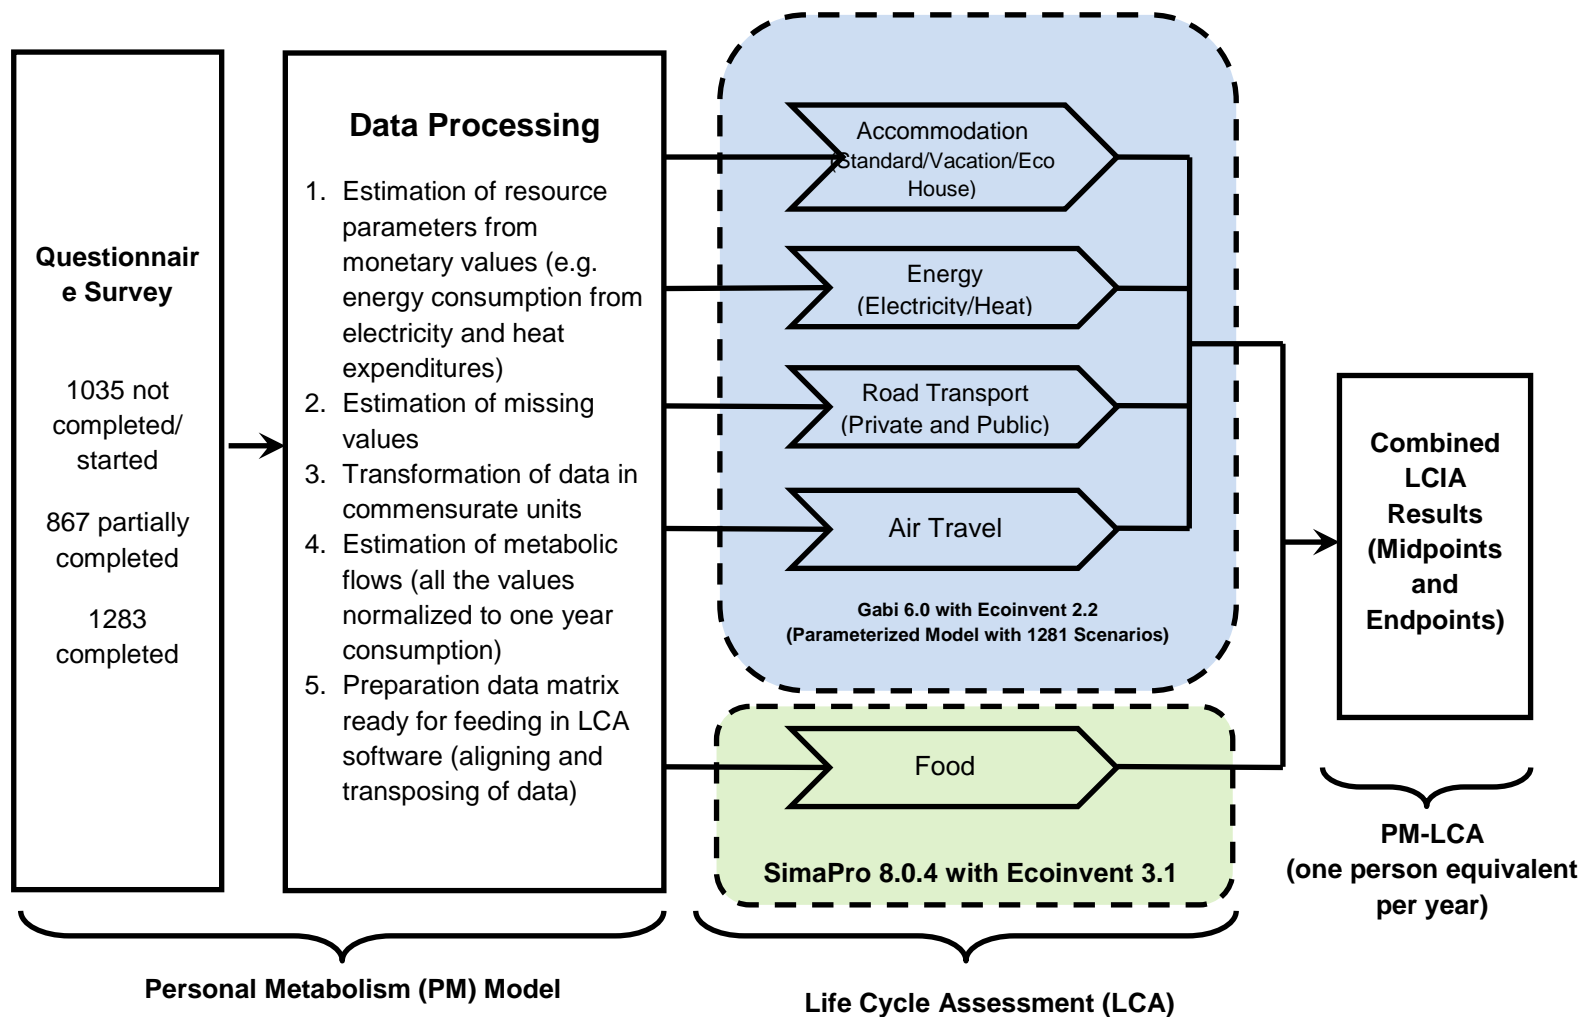 Questionnair
e Survey
1035 not
completed/
started
867 partially
completed
1283
completed
Data Processing
1. Estimation of resource
parameters from
monetary values (e.g.
energy consumption from
electricity and heat
expenditures)
2. Estimation of missing
values
3. Transformation of data in
commensurate units
4. Estimation of metabolic
flows (all the values
normalized to one year
consumption)
5. Preparation data matrix
ready for feeding in LCA
software (aligning and
transposing of data)
Accommodation
(Standard/Vacation/Eco
House)
Energy
(Electricity/Heat)
Road Transport
(Private and Public)
Air Travel
Gabi 6.0 with Ecoinvent 2.2
(Parameterized Model with 1281 Scenarios)
Food
SimaPro 8.0.4 with Ecoinvent 3.1
Combined
LCIA
Results
(Midpoints
and
Endpoints)
PM-LCA
(one person equivalent
per year)
Personal Metabolism (PM) Model
Life Cycle Assessment (LCA)